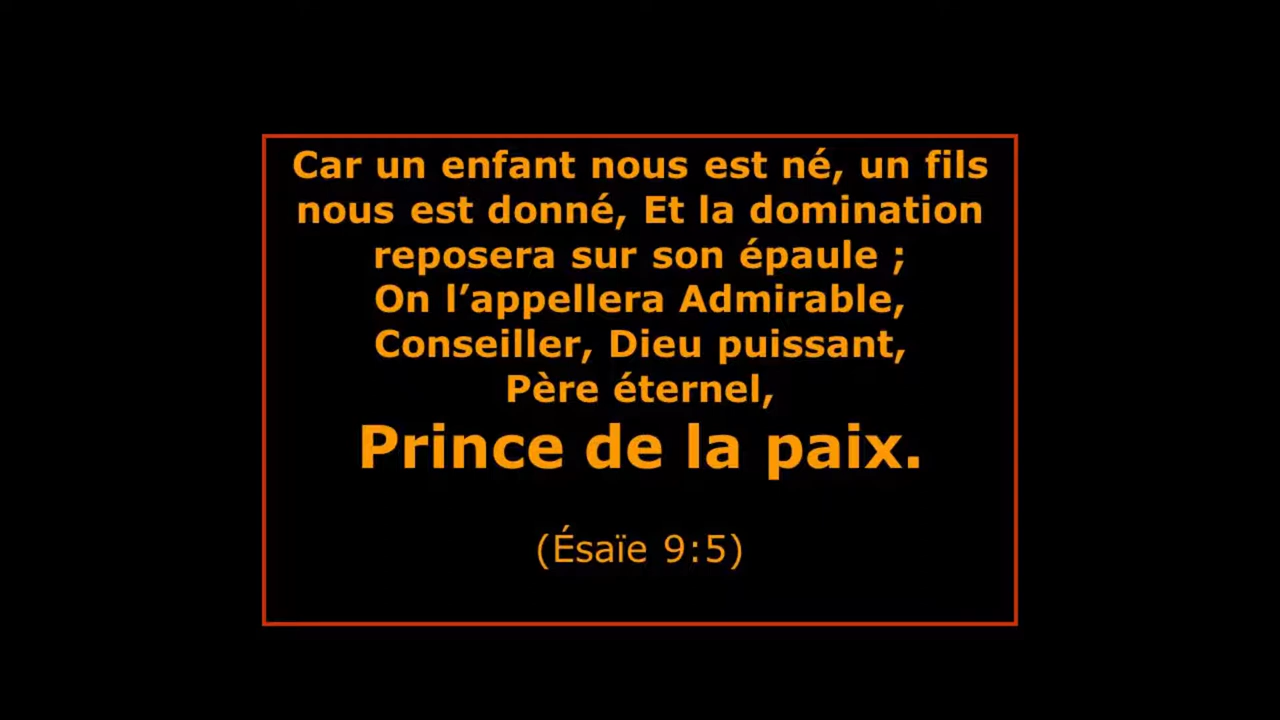 Car un enfant nous est né, un fils
nous est donné, Et la domination
reposera sur son épaule ;
On l’appellera Admirable,
Conseiller, Dieu puissant,
Père éternel,
Prince de la paix.
(Ésaïe 9:5)